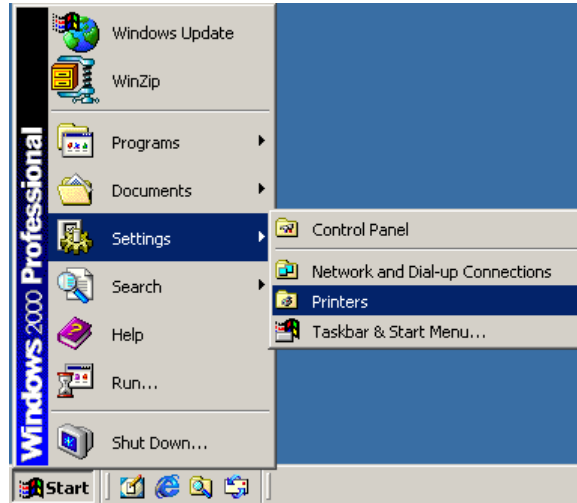 Windows 2000 Professional
Windows Update
WinZip
Programs
Documents
Settings
Search
Help
Run...
Shut Down...
Control Panel
Network and Dial-up Connections
Printers
Taskbar & Start Menu...
Start